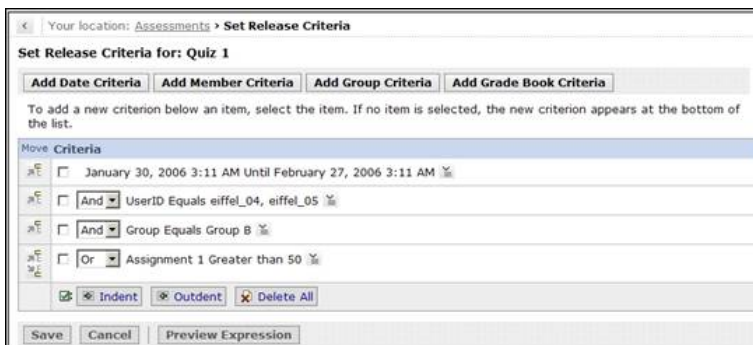 Your location: Assessments › Set Release Criteria
Set Release Criteria for: Quiz 1
Add Date Criteria Add Member Criteria Add Group Criteria Add Grade Book Criteria
To add a new criterion below an item, select the item. If no item is selected, the new criterion appears at the bottom of
the list.
Move Criteria
January 30, 2006 3:11 AM Until February 27, 2006 3:11 AM
And UserID Equals eiffel_04, eiffel_05
And Group Equals Group B
Or Assignment 1 Greater than 50
Indent Outdent Delete All
Save Cancel Preview Expression